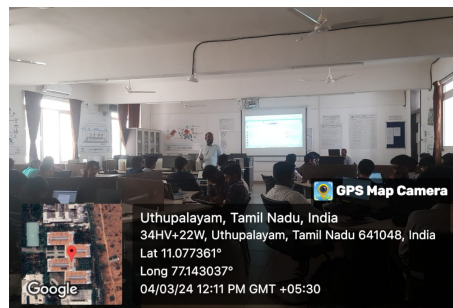 GPS Map Camera
Uthupalayam, Tamil Nadu, India
34HV+22W, Uthupalayam, Tamil Nadu 641048, India
Lat 11.077361°
Long 77.143037°
04/03/24 12:11 PM GMT +05:30
Google